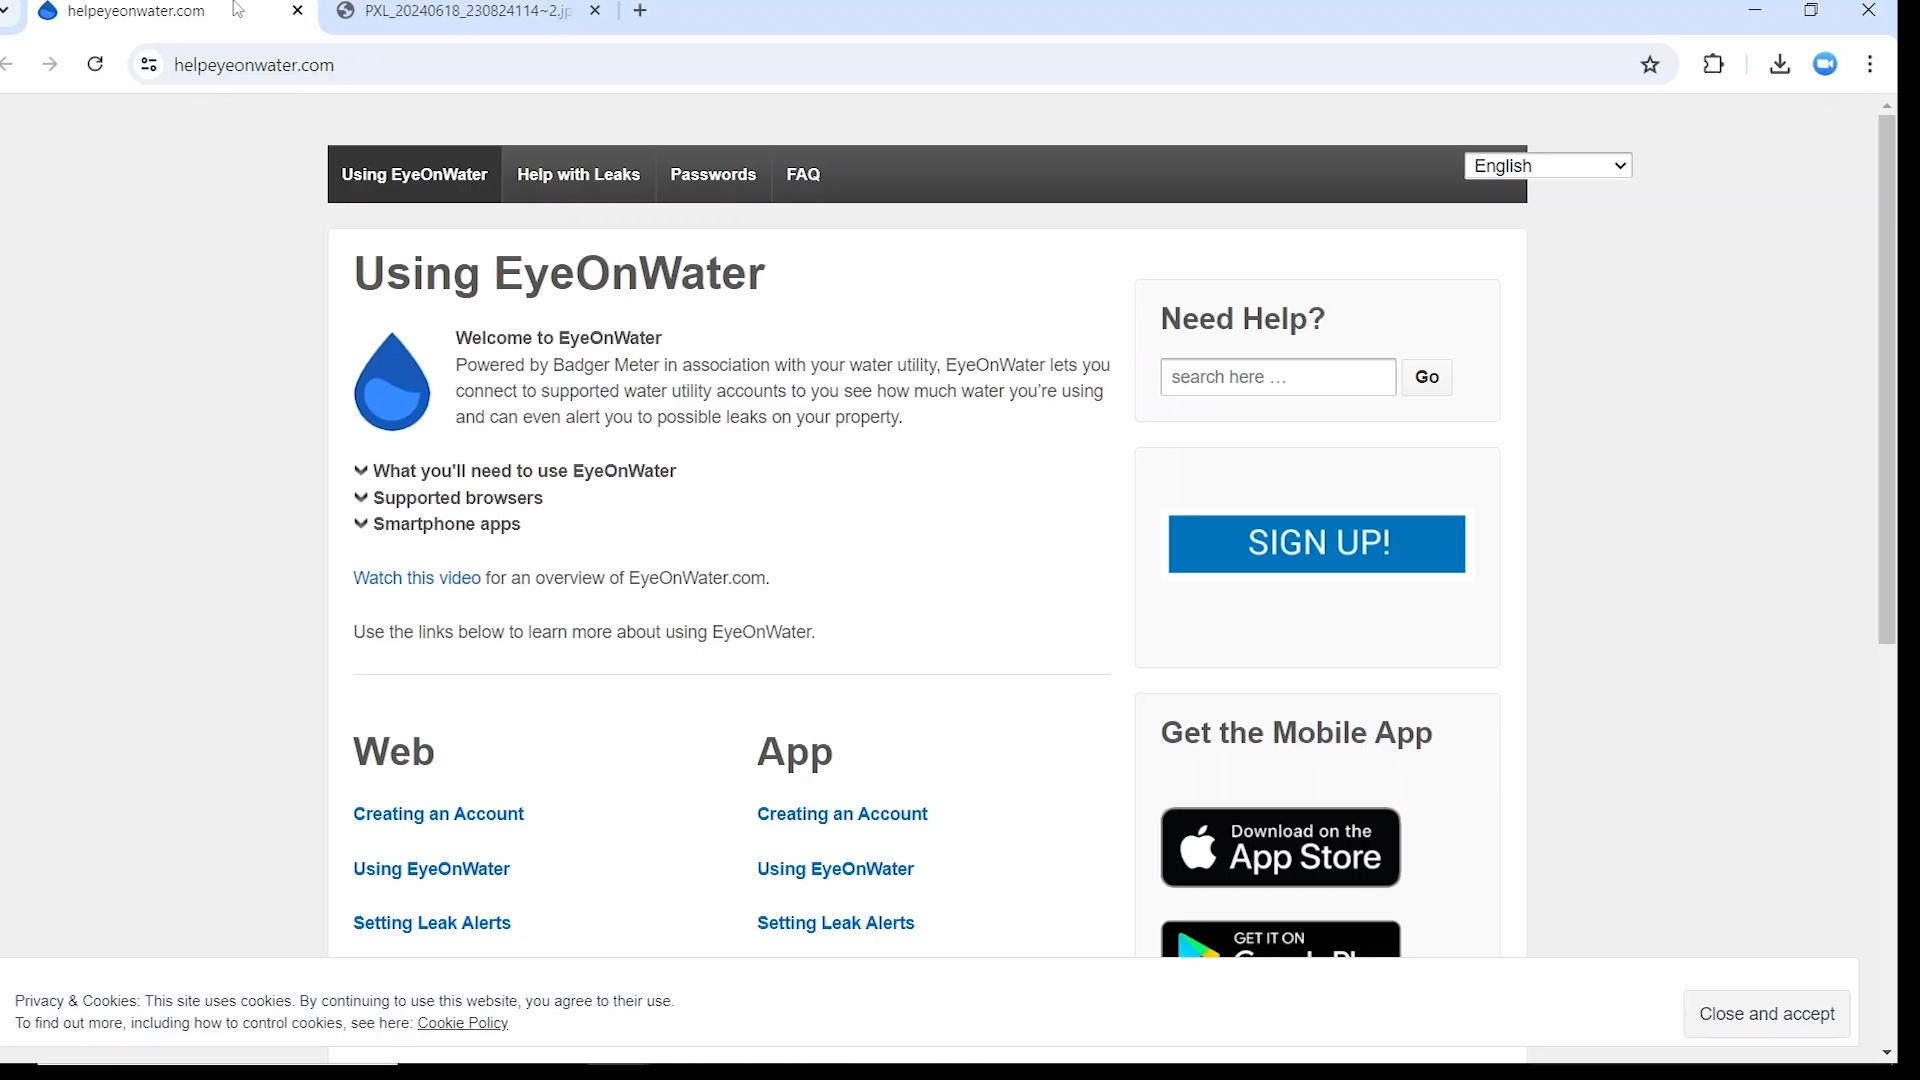 helpeyeonwater.com
PXL_20240618_230824114~2.jp
helpeyeonwater.com
Using EyeOnWater
Help with Leaks
Passwords
FAQ
English
Using EyeOnWater
Welcome to EyeOnWater
Powered by Badger Meter in association with your water utility, EyeOnWater lets you
connect to supported water utility accounts to you see how much water you're using
and can even alert you to possible leaks on your property.
What you'll need to use EyeOnWater
Supported browsers
Smartphone apps
Watch this video for an overview of EyeOnWater.com.
Use the links below to learn more about using EyeOnWater.
Need Help?
search here …
Go
SIGN UP!
Web
Creating an Account
Using EyeOnWater
Setting Leak Alerts
App
Creating an Account
Using EyeOnWater
Setting Leak Alerts
Get the Mobile App
Download on the
App Store
GET IT ON
Privacy & Cookies: This site uses cookies. By continuing to use this website, you agree to their use.
To find out more, including how to control cookies, see here: Cookie Policy
Close and accept